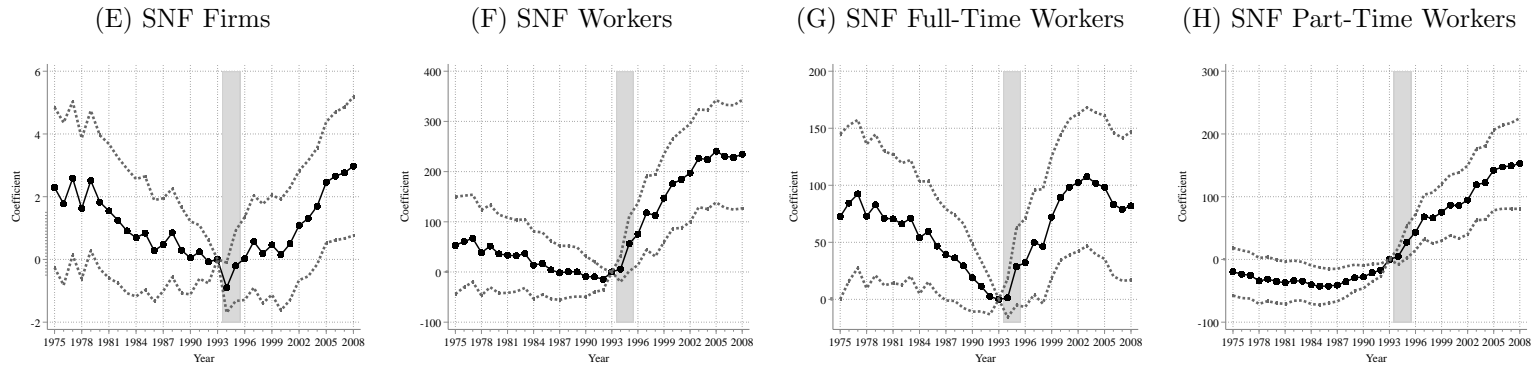 (E) SNF Firms
(F) SNF Workers
(G) SNF Full-Time Workers
(H) SNF Part-Time Workers
6
4
2
0
-2
Coefficient
1975 1978 1981 1984 1987 1990 1993 1996 1999 2002 2005 2008
Year
400
300
200
100
0
-100
Coefficient
1975 1978 1981 1984 1987 1990 1993 1996 1999 2002 2005 2008
Year
200
150
100
50
0
Coefficient
1975 1978 1981 1984 1987 1990 1993 1996 1999 2002 2005 2008
Year
300
200
100
0
-100
Coefficient
1975 1978 1981 1984 1987 1990 1993 1996 1999 2002 2005 2008
Year